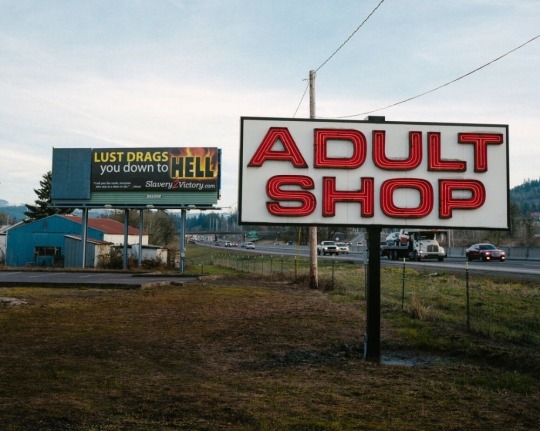 LUST DRAGS
you down to
HELL
Slavery2Victory.com
ADULT
SHOP